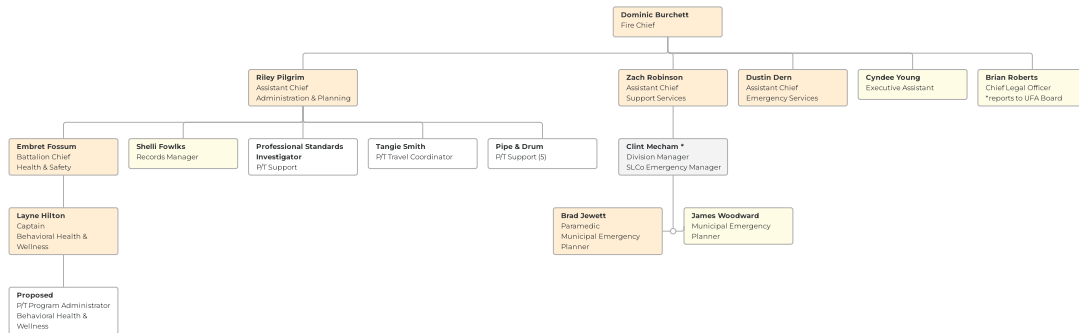 Dominic Burchett
Fire Chief
Riley Pilgrim
Assistant Chief
Administration & Planning
Zach Robinson
Assistant Chief
Support Services
Dustin Dern
Assistant Chief
Emergency Services
Cyndee Young
Executive Assistant
Brian Roberts
Chief Legal Officer
*reports to UFA Board
Embret Fossum
Battalion Chief
Health & Safety
Shelli Fowlks
Records Manager
Professional Standards
Investigator
P/T Support
Tangie Smith
P/T Travel Coordinator
Pipe & Drum
P/T Support (5)
Clint Mecham *
Division Manager
SLCo Emergency Manager
Layne Hilton
Captain
Behavioral Health &
Wellness
Brad Jewett
Paramedic
Municipal Emergency
Planner
James Woodward
Municipal Emergency
Planner
Proposed
P/T Program Administrator
Behavioral Health &
Wellness